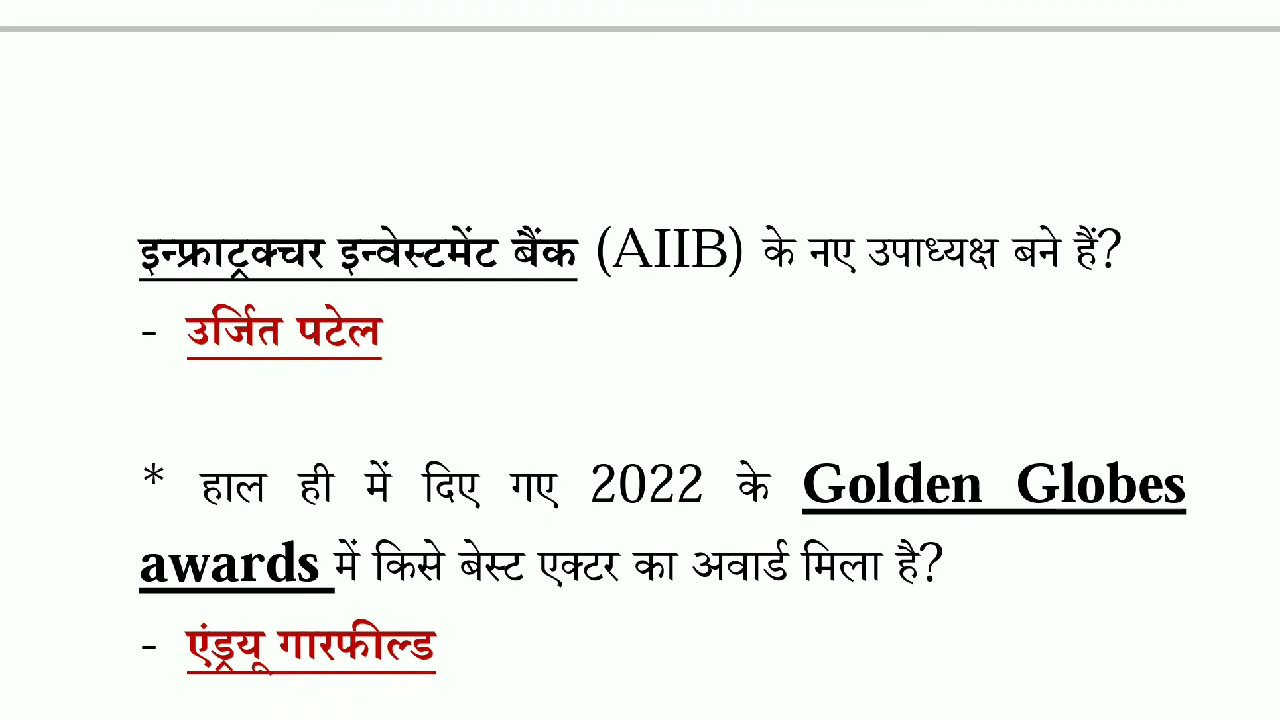 इन्फ्राट्रक्चर इन्वेस्टमेंट बैंक (AIIB) के नए उपाध्यक्ष बने हैं?
- उर्जित पटेल
* हाल ही में दिए गए 2022 के Golden Globes
awards में किसे बेस्ट एक्टर का अवार्ड मिला है?
- एंड्रयू गारफील्ड